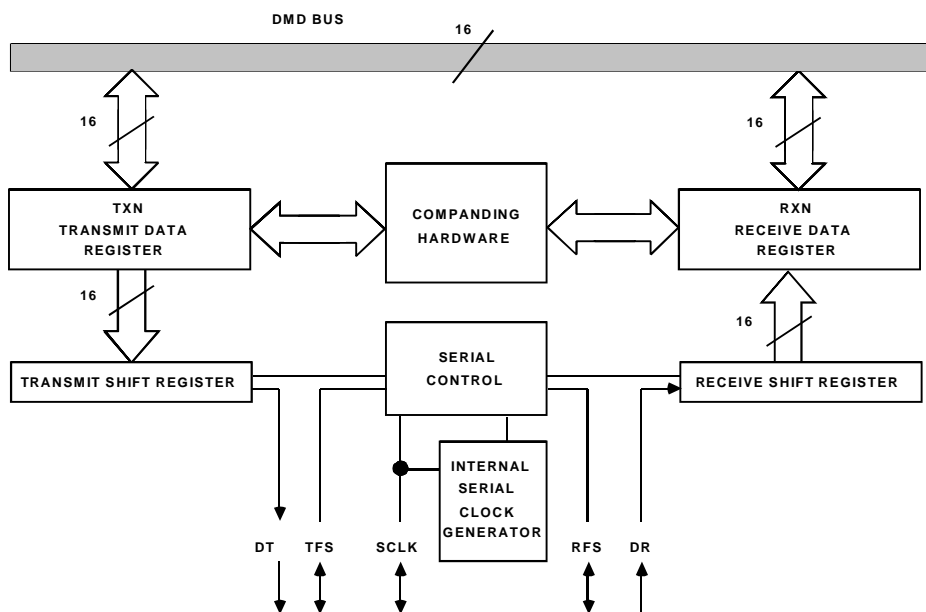 DMD BUS
16
16
16
TXN
TRANSMIT DATA
REGISTER
COMPANDING
HARDWARE
RXN
RECEIVE DATA
REGISTER
16
16
TRANSMIT SHIFT REGISTER
SERIAL
CONTROL
RECEIVE SHIFT REGISTER
INTERNAL
SERIAL
CLOCK
GENERATOR
DT
TFS
SCLK
RFS
DR